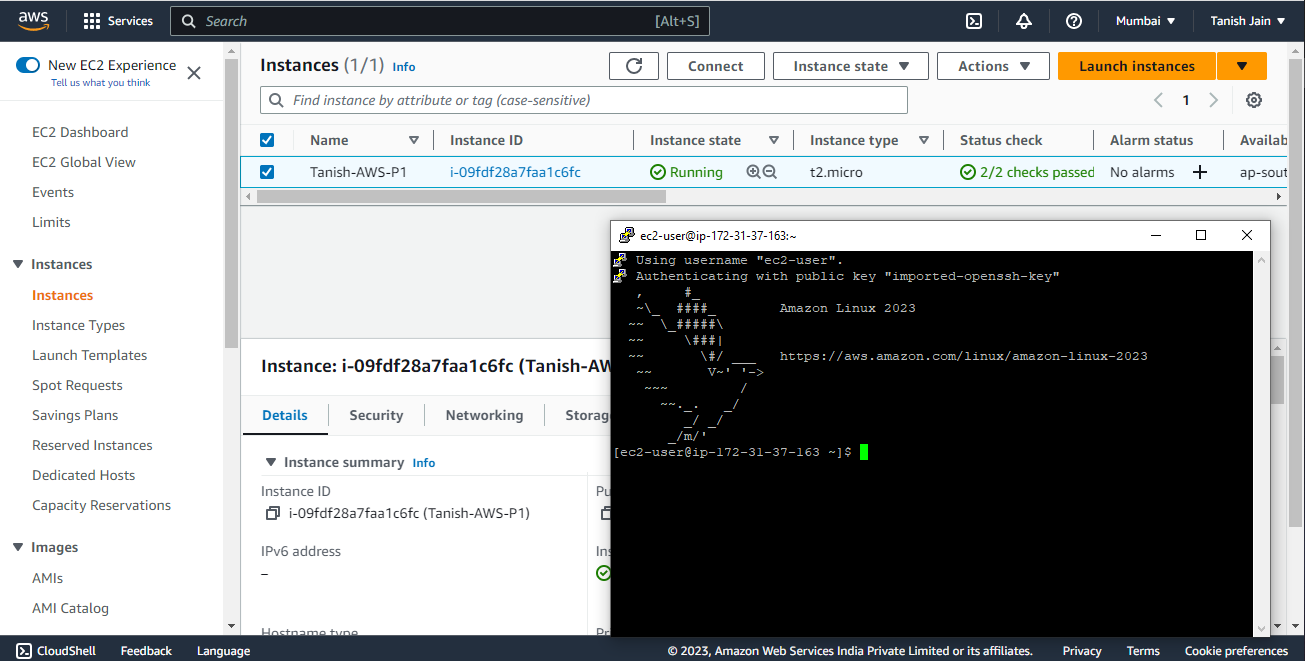 aws Services Search [Alt+S] Mumbai Tanish Jain
New EC2 Experience
Tell us what you think
EC2 Dashboard
EC2 Global View
Events
Limits
Instances
Instances
Instance Types
Launch Templates
Spot Requests
Savings Plans
Reserved Instances
Dedicated Hosts
Capacity Reservations
Images
AMIs
AMI Catalog
Instances (1/1) Info Connect Instance state Actions Launch instances
Find instance by attribute or tag (case-sensitive) 1
Name Instance ID Instance state Instance type Status check Alarm status Availab
Tanish-AWS-P1 i-09fdf28a7faa1c6fc Running t2.micro 2/2 checks passed No alarms + ap-sout
Instance: i-09fdf28a7faa1c6fc (Tanish-AW
Details Security Networking Storag
Instance summary Info
Instance ID Pu
i-09fdf28a7faa1c6fc (Tanish-AWS-P1)
IPv6 address Ins
–
Hostname type Pri
ec2-user@ip-172-31-37-163:~
Using username "ec2-user".
Authenticating with public key "imported-openssh-key"
   ,     #_
   ~\_  ####_        Amazon Linux 2023
  ~~  \_#####\
  ~~     \###|
  ~~       \#/ ___   https://aws.amazon.com/linux/amazon-linux-2023
   ~~       V~' '->
    ~~~         /
      ~~._.   _/
         _/ _/
       _/m/'
[ec2-user@ip-172-31-37-163 ~]$
CloudShell Feedback Language © 2023, Amazon Web Services India Private Limited or its affiliates. Privacy Terms Cookie preferences